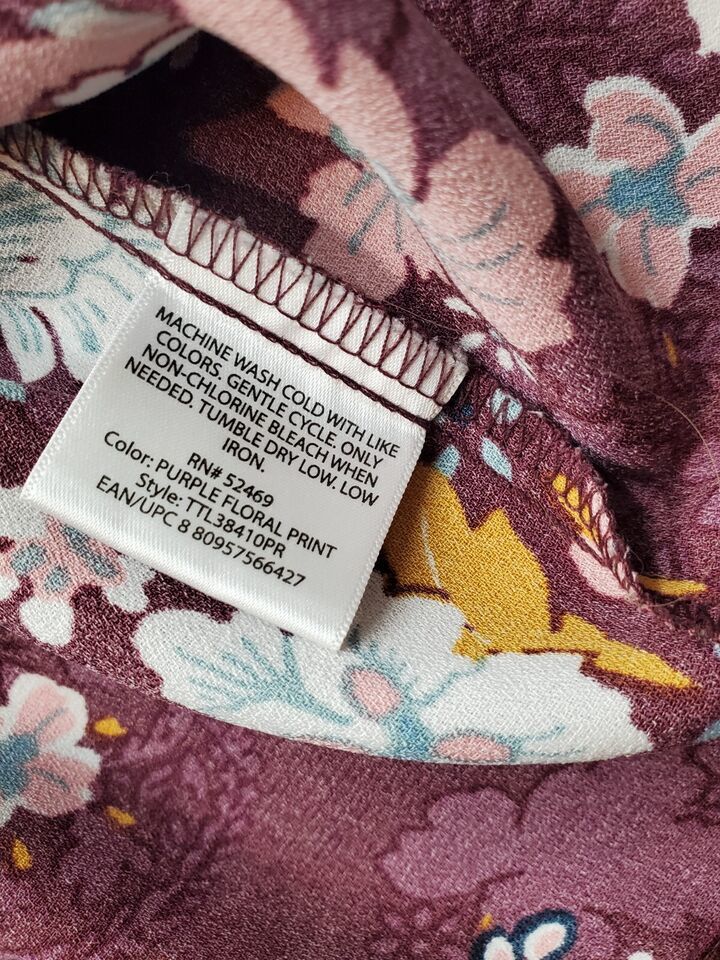 MACHINE WASH COLD WITH LIKE
COLORS. GENTLE CYCLE. ONLY
NON-CHLORINE BLEACH WHEN
NEEDED. TUMBLE DRY LOW. LOW
IRON.
RN# 52469
Color: PURPLE FLORAL PRINT
Style: TTL38410PR
EAN/UPC 8 80957566427